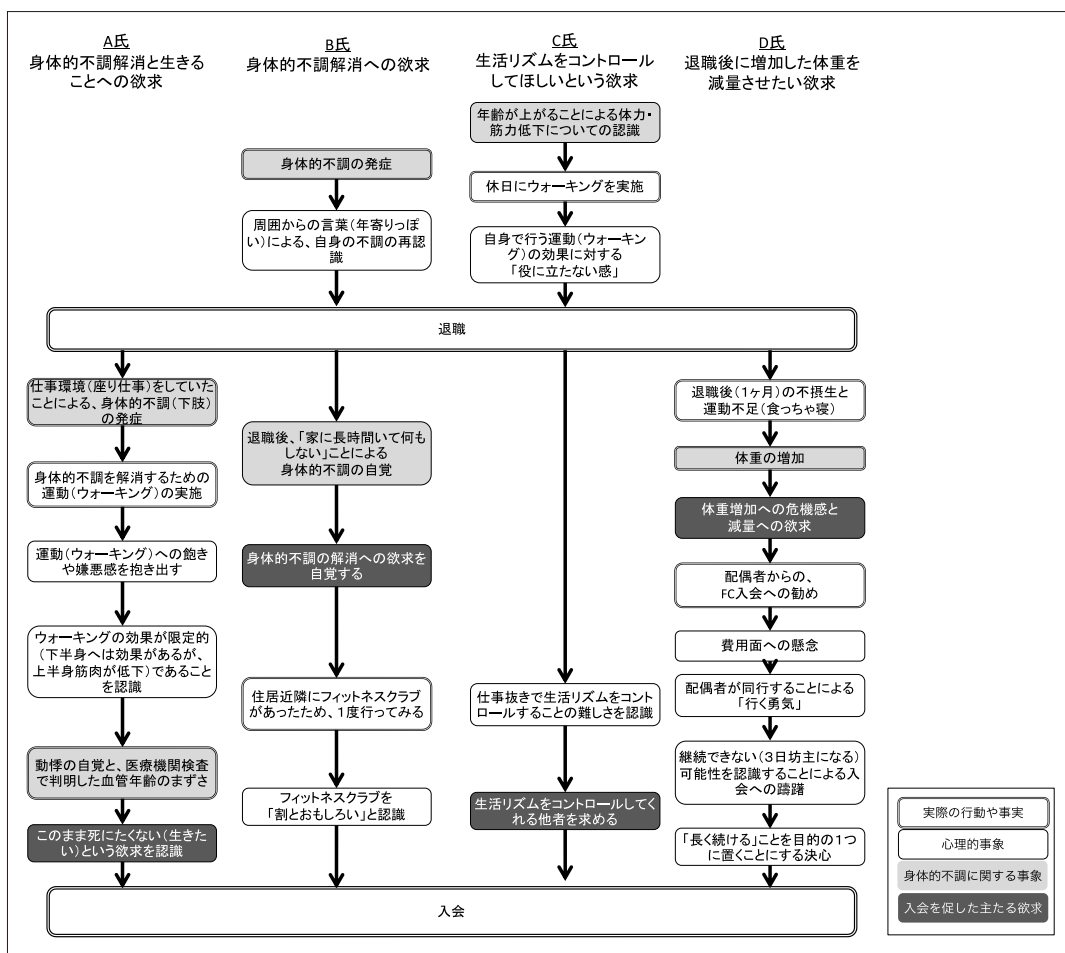 A氏
身体的不調解消と生きる
ことへの欲求
B氏
身体的不調解消への欲求
C氏
生活リズムをコントロール
してほしいという欲求
D氏
退職後に増加した体重を
減量させたい欲求
年齢が上がることによる体力・
筋力低下についての認識
身体的不調の発症
休日にウォーキングを実施
周囲からの言葉（年寄りっぽ
い）による、自身の不調の再認
識
自身で行う運動（ウォーキン
グ）の効果に対する
「役に立たない感」
退職
仕事環境（座り仕事）をしていた
ことによる、身体的不調（下肢）
の発症
身体的不調を解消するための
運動（ウォーキング）の実施
運動（ウォーキング）への飽き
や嫌悪感を抱き出す
ウォーキングの効果が限定的
（下半身へは効果があるが、
上半身筋肉が低下）であること
を認識
動悸の自覚と、医療機関検査
で判明した血管年齢のまずさ
このまま死にたくない（生きた
い）という欲求を認識
退職後、「家に長時間いて何も
しない」ことによる
身体的不調の自覚
身体的不調の解消への欲求を
自覚する
住居近隣にフィットネスクラブ
があったため、1度行ってみる
フィットネスクラブを
「割とおもしろい」と認識
仕事抜きで生活リズムをコント
ロールすることの難しさを認識
生活リズムをコントロールしてく
れる他者を求める
退職後（1ヶ月）の不摂生と
運動不足（食っちゃ寝）
体重の増加
体重増加への危機感と
減量への欲求
配偶者からの、
FC入会への勧め
費用面への懸念
配偶者が同行することによる
「行く勇気」
継続できない（3日坊主になる）
可能性を認識することによる入
会への躊躇
「長く続ける」ことを目的の1つ
に置くことにする決心
入会
実際の行動や事実
心理的事象
身体的不調に関する事象
入会を促した主たる欲求